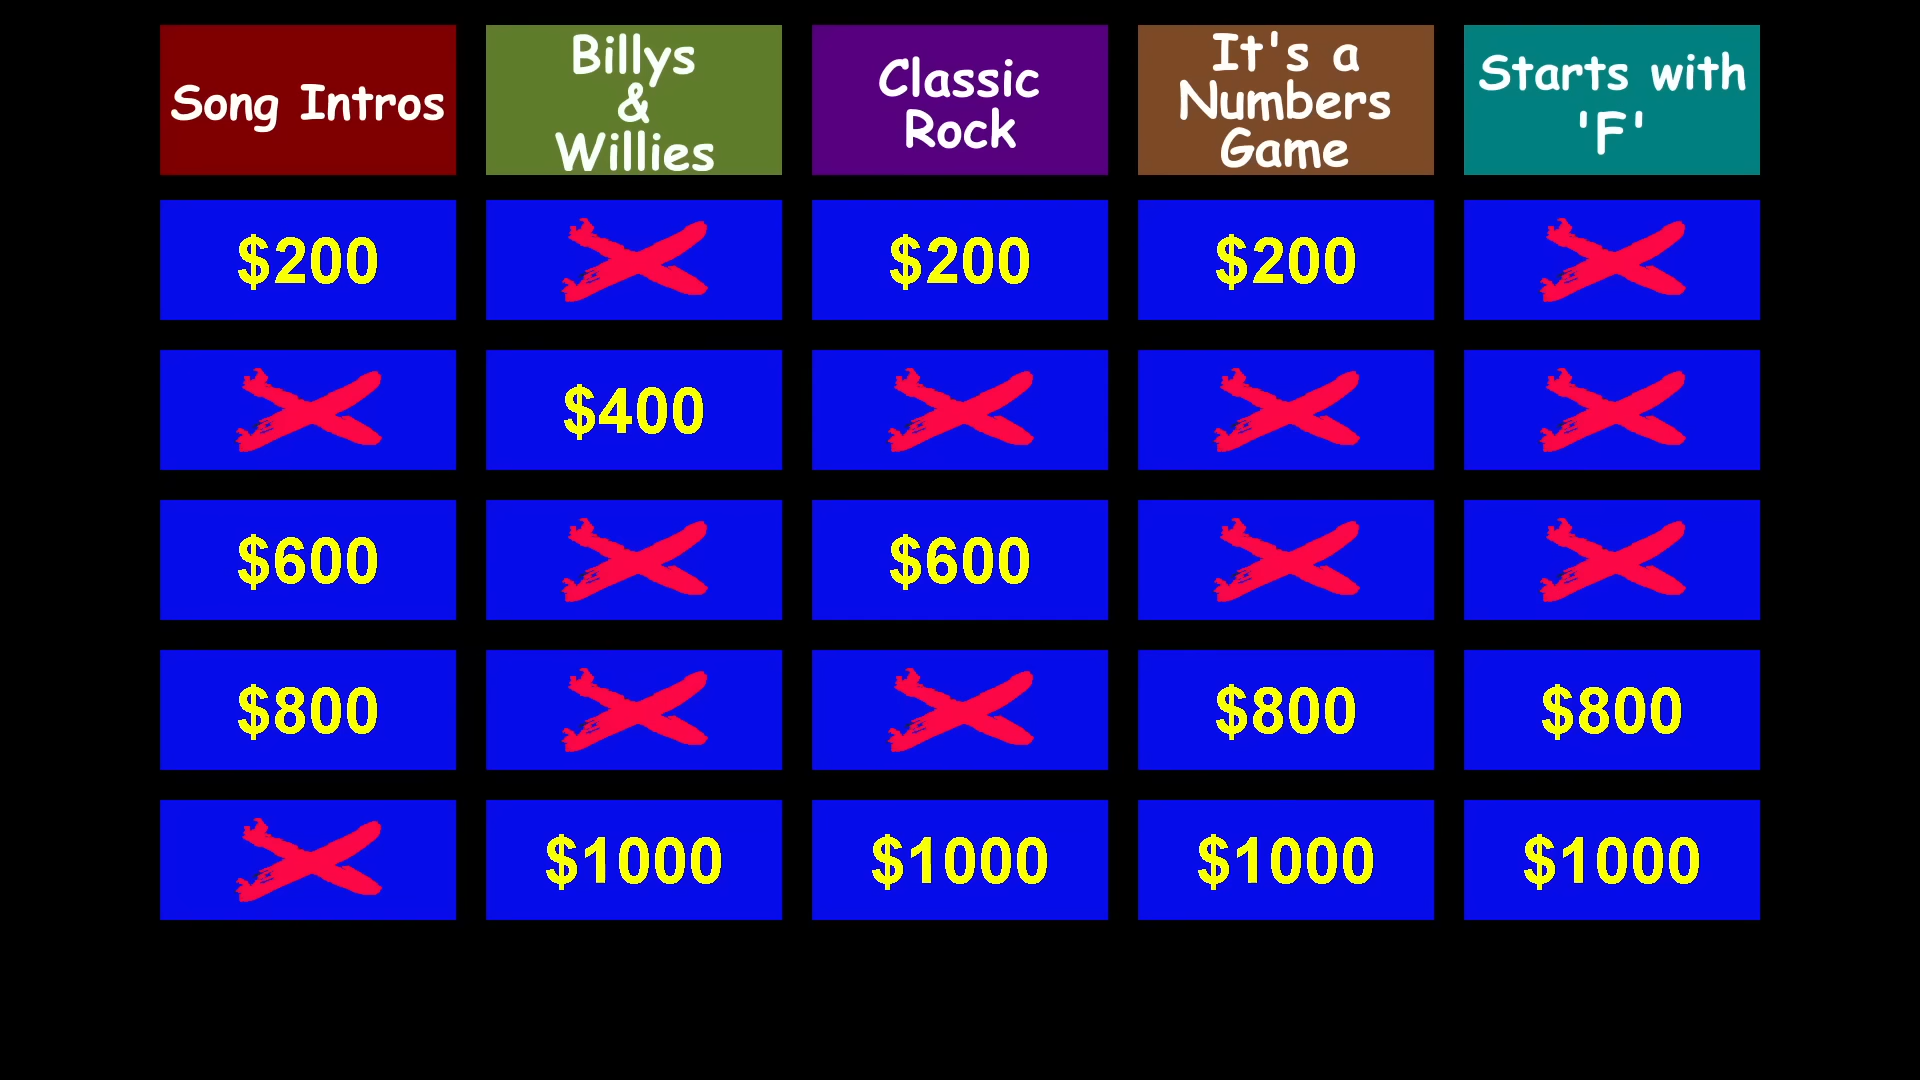 Song Intros
Billys
&
Willies
Classic
Rock
It's a
Numbers
Game
Starts with
'F'
$200
$200
$200
$400
$600
$600
$800
$800
$800
$1000
$1000
$1000
$1000